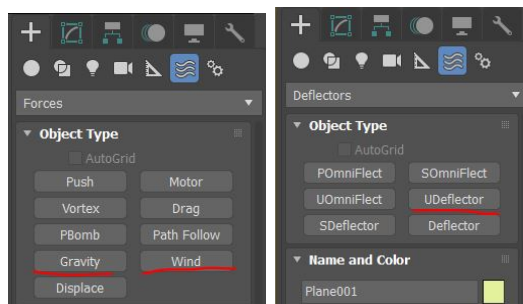 Forces
Object Type
AutoGrid
Push Motor
Vortex Drag
PBomb Path Follow
Gravity Wind
Displace
Deflectors
Object Type
AutoGrid
POmniFlect SOmniFlect
UOmniFlect UDeflector
SDeflector Deflector
Name and Color
Plane001